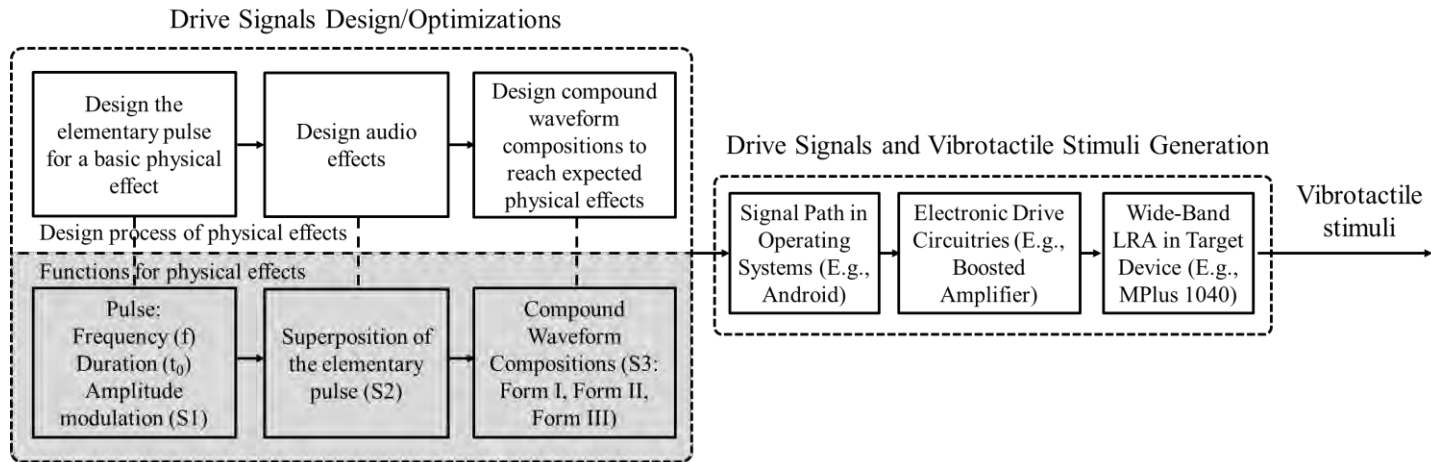 Drive Signals Design/Optimizations
Design the
elementary pulse
for a basic physical
effect
Design audio
effects
Design compound
waveform
compositions to
reach expected
physical effects
Design process of physical effects
Functions for physical effects
Pulse:
Frequency (f)
Duration (t₀)
Amplitude
modulation (S1)
Superposition of
the elementary
pulse (S2)
Compound
Waveform
Compositions (S3:
Form I, Form II,
Form III)
Drive Signals and Vibrotactile Stimuli Generation
Signal Path in
Operating
Systems (E.g.,
Android)
Electronic Drive
Circuitries (E.g.,
Boosted
Amplifier)
Wide-Band
LRA in Target
Device (E.g.,
MPlus 1040)
Vibrotactile
stimuli